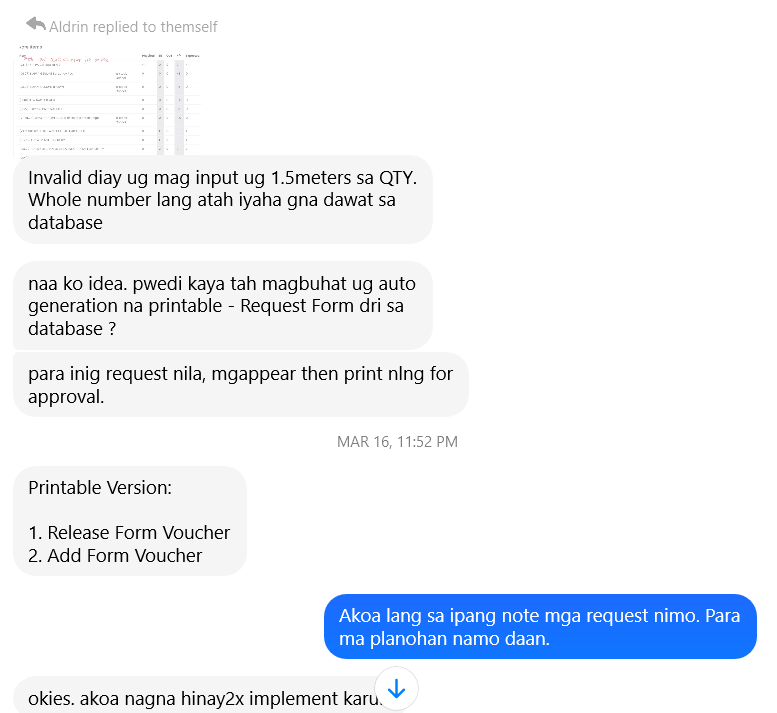 Aldrin replied to themself
Invalid diay ug mag input ug 1.5meters sa QTY.
Whole number lang atah iyaha gna dawat sa
database
naa ko idea. pwedi kaya tah magbuhat ug auto
generation na printable - Request Form dri sa
database ?
para inig request nila, mgappear then print nlng for
approval.
MAR 16, 11:52 PM
Printable Version:
1. Release Form Voucher
2. Add Form Voucher
Akoa lang sa ipang note mga request nimo. Para
ma planohan namo daan.
okies. akoa nagna hinay2x implement